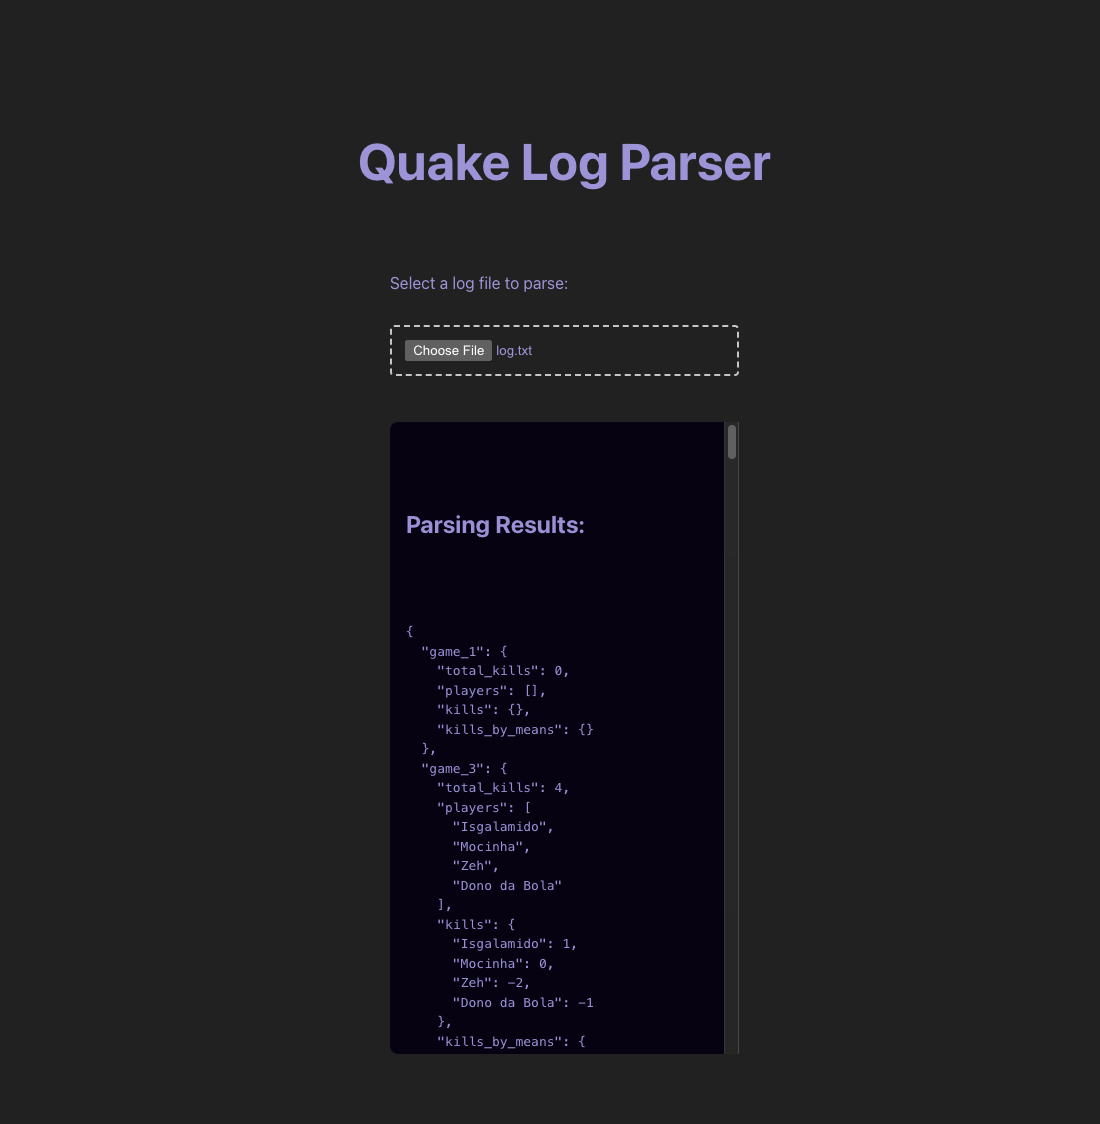 Quake Log Parser
Select a log file to parse:
Choose File log.txt
Parsing Results:
{
  "game_1": {
    "total_kills": 0,
    "players": [],
    "kills": {},
    "kills_by_means": {}
  },
  "game_3": {
    "total_kills": 4,
    "players": [
      "Isgalamido",
      "Mocinha",
      "Zeh",
      "Dono da Bola"
    ],
    "kills": {
      "Isgalamido": 1,
      "Mocinha": 0,
      "Zeh": -2,
      "Dono da Bola": -1
    },
    "kills_by_means": {